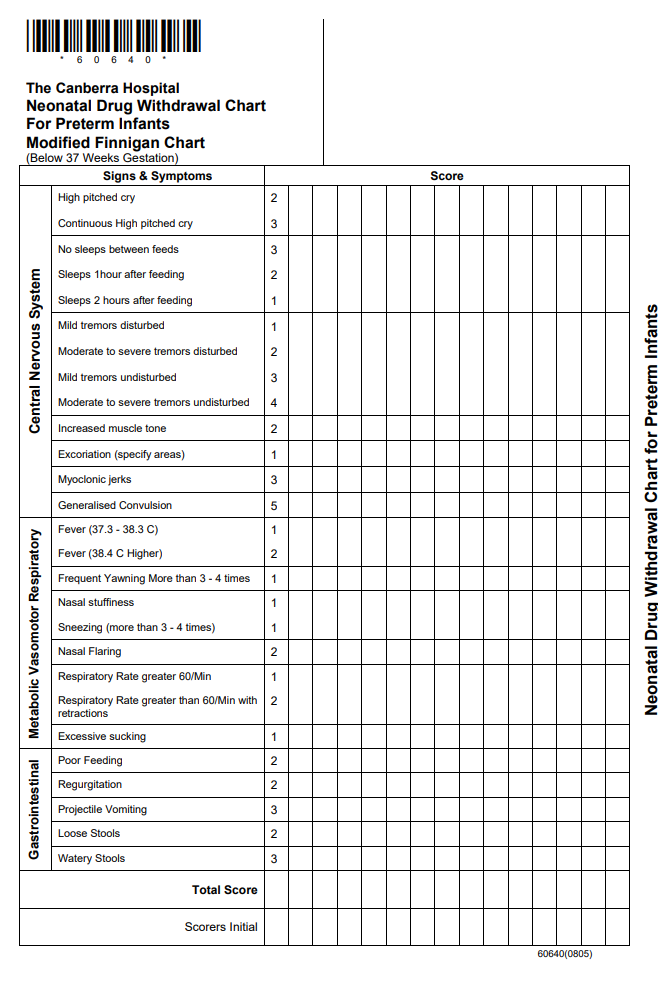 * 6 0 6 4 0 *
The Canberra Hospital
Neonatal Drug Withdrawal Chart
For Preterm Infants
Modified Finnigan Chart
(Below 37 Weeks Gestation)
Signs & Symptoms Score
Central Nervous System
High pitched cry 2
Continuous High pitched cry 3
No sleeps between feeds 3
Sleeps 1hour after feeding 2
Sleeps 2 hours after feeding 1
Mild tremors disturbed 1
Moderate to severe tremors disturbed 2
Mild tremors undisturbed 3
Moderate to severe tremors undisturbed 4
Increased muscle tone 2
Excoriation (specify areas) 1
Myoclonic jerks 3
Generalised Convulsion 5
Metabolic Vasomotor Respiratory
Fever (37.3 - 38.3 C) 1
Fever (38.4 C Higher) 2
Frequent Yawning More than 3 - 4 times 1
Nasal stuffiness 1
Sneezing (more than 3 - 4 times) 1
Nasal Flaring 2
Respiratory Rate greater 60/Min 1
Respiratory Rate greater than 60/Min with 2
retractions
Excessive sucking 1
Gastrointestinal
Poor Feeding 2
Regurgitation 2
Projectile Vomiting 3
Loose Stools 2
Watery Stools 3
Total Score
Scorers Initial
60640(0805)
Neonatal Drug Withdrawal Chart for Preterm Infants